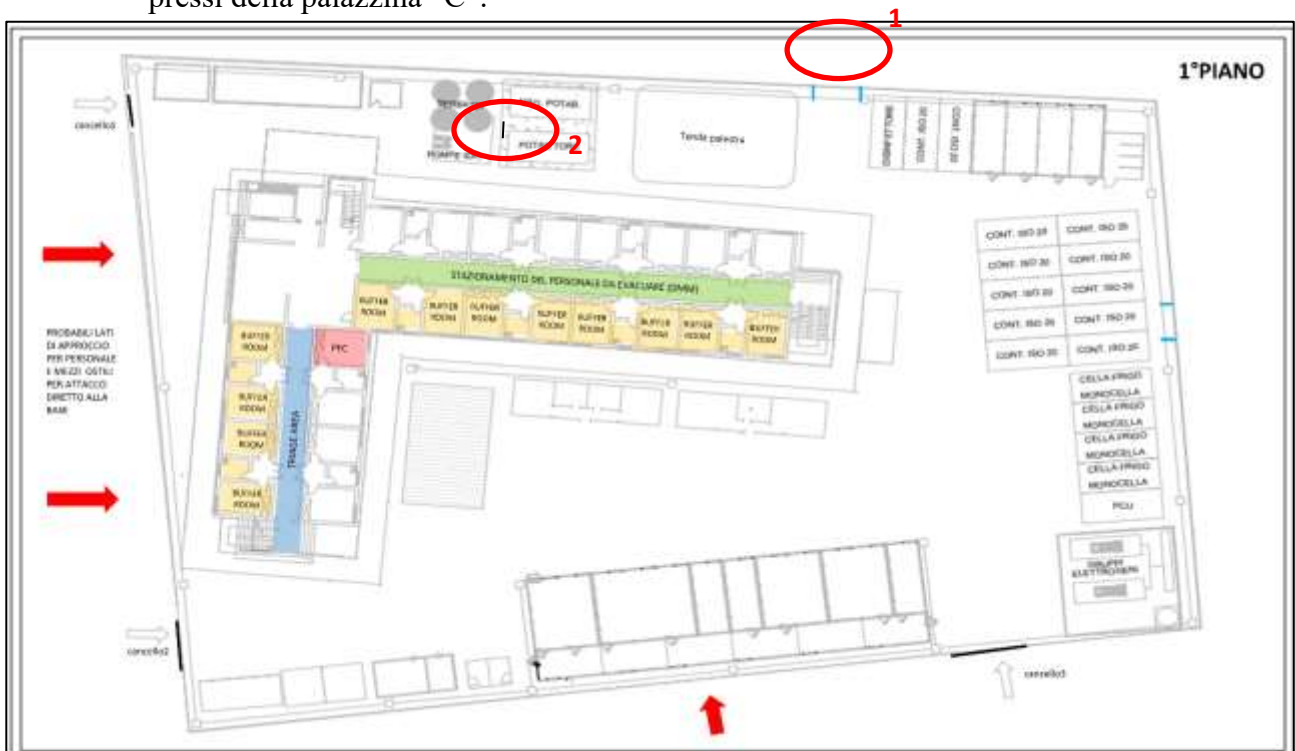 pressi della palazzina "C".
1
1°PIANO
cancello
2
Tenda palestra
CONT. ISO 20
CONT. ISO 20 CONT. ISO 20
CONT. ISO 20 CONT. ISO 20
CONT. ISO 20 CONT. ISO 20
CONT. ISO 20 CONT. ISO 20
CONT. ISO 20 CONT. ISO 20
STAZIONAMENTO DEL PERSONALE DA EVACUARE (DMM)
BUFFER ROOM
BUFFER ROOM
BUFFER ROOM
BUFFER ROOM
BUFFER ROOM
BUFFER ROOM
BUFFER ROOM
BUFFER ROOM
PROBABILI LATI
DI APPROCCIO
PER PERSONALE
E MEZZI OSTILI
PER ATTACCO
DIRETTO ALLA
BASE
BUFFER ROOM
BUFFER ROOM
BUFFER ROOM
BUFFER ROOM
PFC
TRIAGE AREA
CELLA FRIGO
MONOCELLA
CELLA FRIGO
MONOCELLA
CELLA FRIGO
MONOCELLA
CELLA FRIGO
MONOCELLA
PCU
GRUPPI
ELETTROGENI
cancello2
cancello3